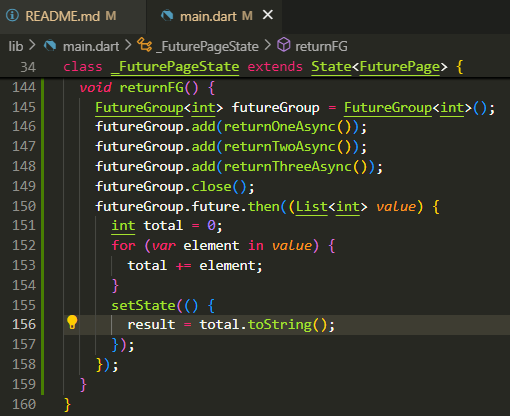 README.md M main.dart M
lib > main.dart > _FuturePageState > returnFG
34 class _FuturePageState extends State<FuturePage> {
144 void returnFG() {
145 FutureGroup<int> futureGroup = FutureGroup<int>();
146 futureGroup.add(returnOneAsync());
147 futureGroup.add(returnTwoAsync());
148 futureGroup.add(returnThreeAsync());
149 futureGroup.close();
150 futureGroup.future.then((List<int> value) {
151 int total = 0;
152 for (var element in value) {
153 total += element;
154 }
155 setState(() {
156 result = total.toString();
157 });
158 });
159 }
160 }